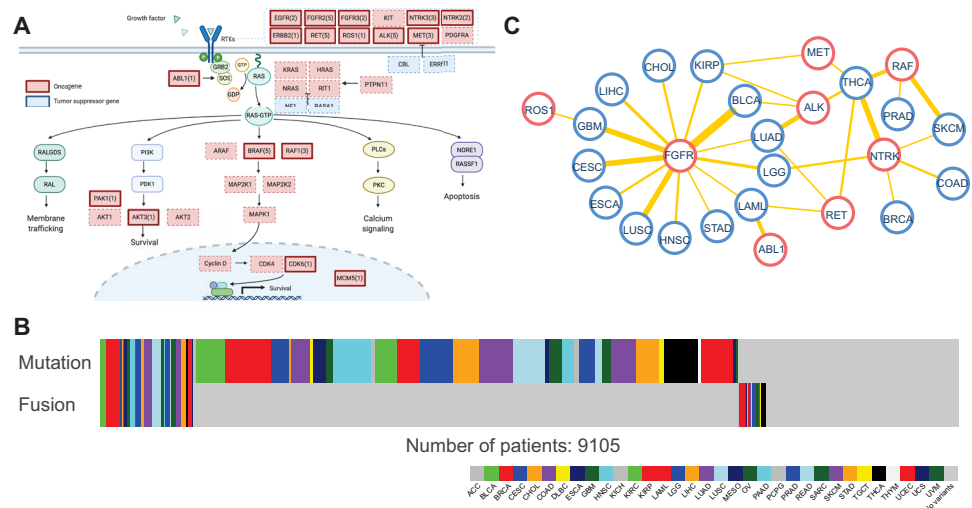 A
Growth factor
RTKs
EGFR(2) FGFR2(5) FGFR3(2) KIT NTRK3(3) NTRK2(2)
ERBB2(1) RET(5) ROS1(1) ALK(5) MET(3) PDGFRA
CBL ERRFI1
P P
GRB2
SOS
GTP
GDP
RAS
ABL1(1)
KRAS HRAS
NRAS RIT1
PTPN11
NF1 RASA1
Oncogene
Tumor suppressor gene
RAS-GTP
RALGDS PI3K ARAF BRAF(5) RAF1(3) PLCs NORE1
RASSF1
RAL PDK1 MAP2K1 MAP2K2 PKC Apoptosis
PAK1(1)
AKT1 AKT3(1) AKT2 MAPK1
Membrane
trafficking
Survival
Calcium
signaling
Cyclin D CDK4 CDK6(1)
MCM5(1)
Survival
C
MET RAF
CHOL KIRP THCA
LIHC BLCA ALK PRAD
ROS1 GBM LUAD SKCM
CESC FGFR LGG NTRK
COAD
ESCA LAML RET BRCA
LUSC HNSC STAD ABL1
B
Mutation
Fusion
Number of patients: 9105
ACC BLCA BRCA CESC CHOL COAD DLBC ESCA GBM HNSC KICH KIRC KIRP LAML LGG LIHC LUAD LUSC MESO OV PAAD PCPG PRAD READ SARC SKCM STAD TGCT THCA THYM UCEC UCS UVM No variants